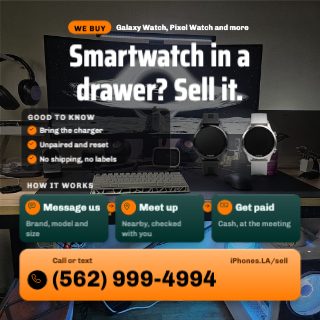 WE BUY Galaxy Watch, Pixel Watch and more
Smartwatch in a
drawer? Sell it.
GOOD TO KNOW
Bring the charger
Unpaired and reset
No shipping, no labels
HOW IT WORKS
Message us
Brand, model and
size
Meet up
Nearby, checked
with you
Get paid
Cash, at the meeting
Call or text
iPhones.LA/sell
(562) 999-4994